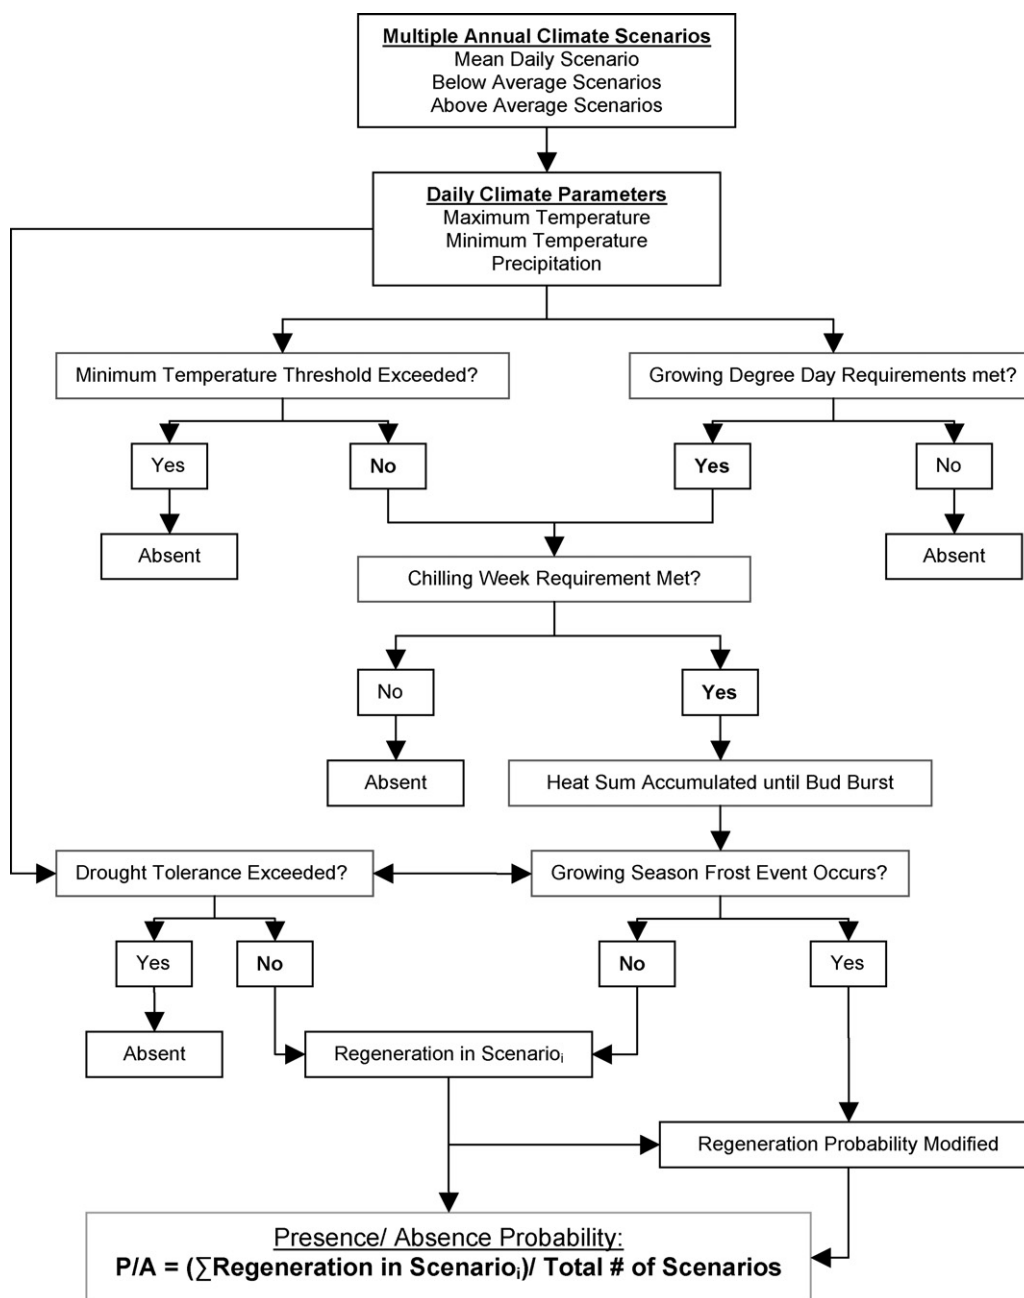 Multiple Annual Climate Scenarios
Mean Daily Scenario
Below Average Scenarios
Above Average Scenarios
Daily Climate Parameters
Maximum Temperature
Minimum Temperature
Precipitation
Minimum Temperature Threshold Exceeded?
Growing Degree Day Requirements met?
Yes
No
Yes
No
Absent
Absent
Chilling Week Requirement Met?
No
Yes
Absent
Heat Sum Accumulated until Bud Burst
Drought Tolerance Exceeded?
Growing Season Frost Event Occurs?
Yes
No
No
Yes
Absent
Regeneration in Scenarioᵢ
Regeneration Probability Modified
Presence/ Absence Probability:
P/A = (∑Regeneration in Scenarioᵢ)/ Total # of Scenarios